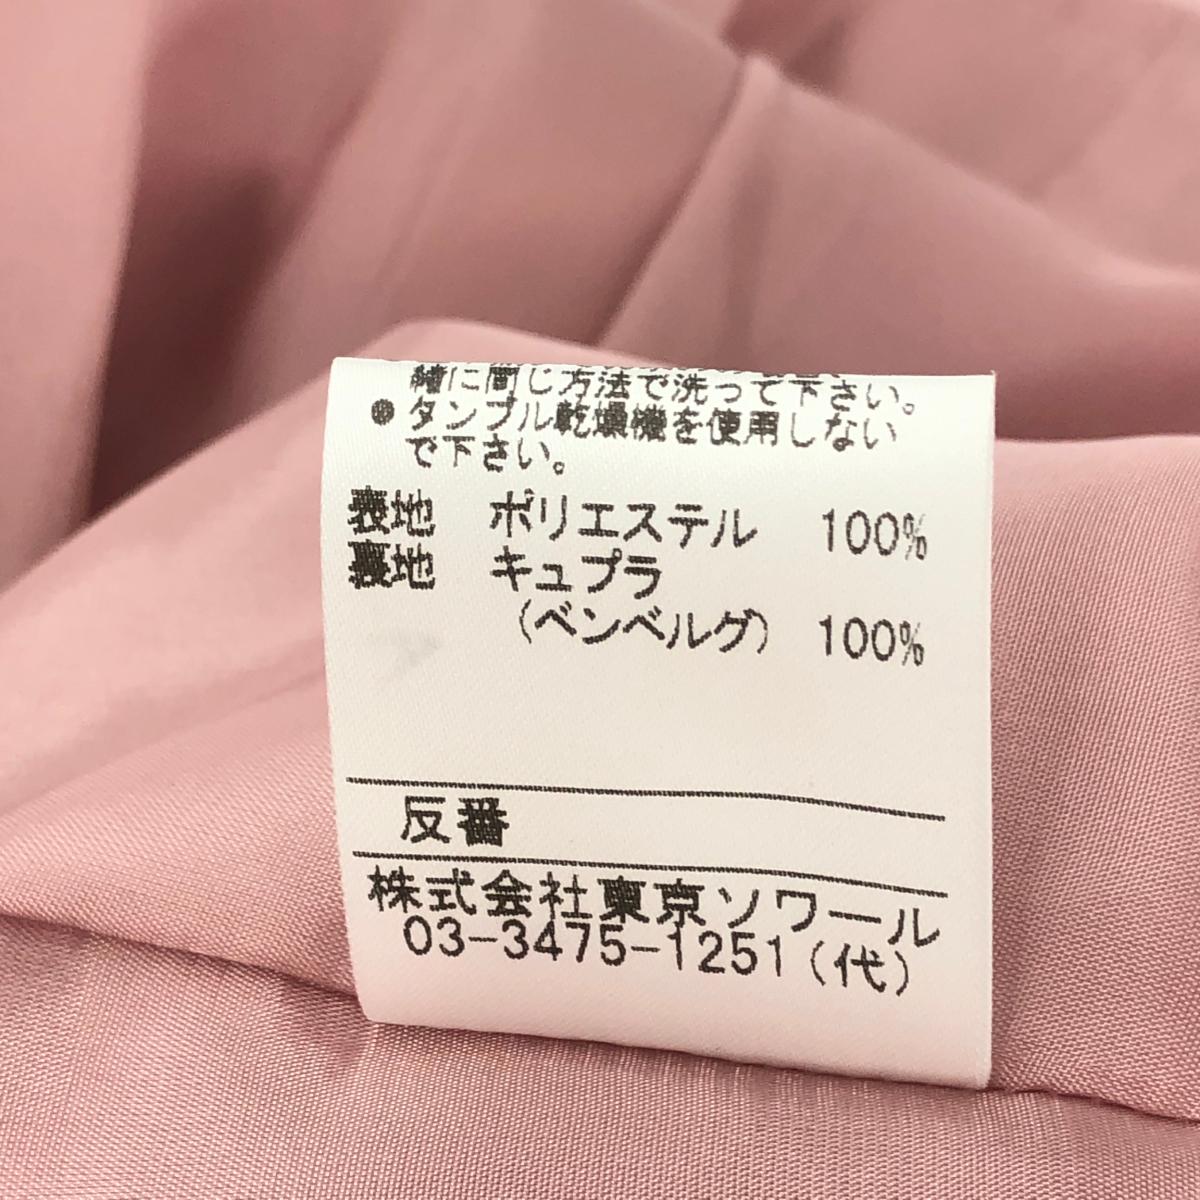 緒に同じ方法で洗って下さい。
●タンブル乾燥機を使用しない
で下さい。
表地 ポリエステル 100%
裏地 キュプラ
(ベンベルグ) 100%
反番
株式会社東京ソワール
03-3475-1251(代)